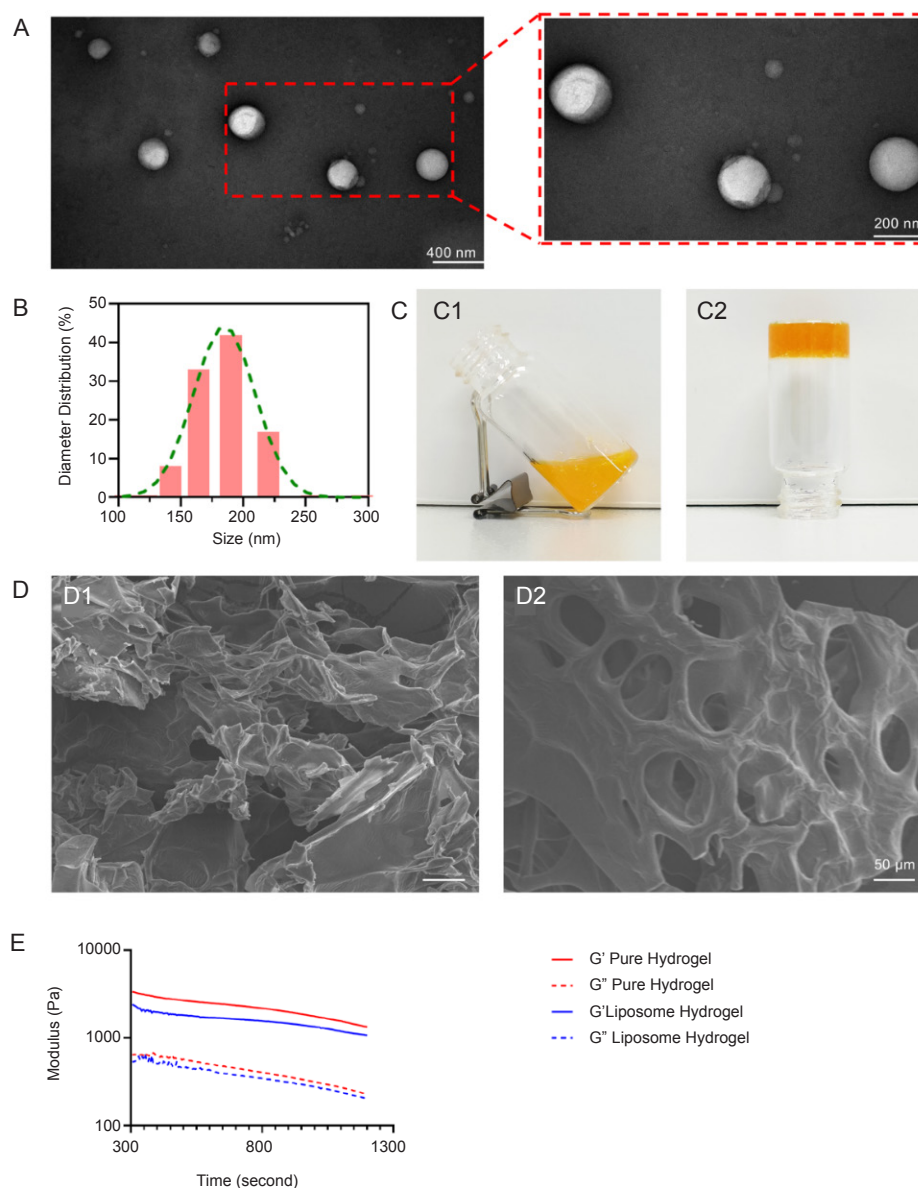 A
400 nm
200 nm
B
Diameter Distribution (%)
50
40
30
20
10
0
100
150
200
250
300
Size (nm)
C
C1
C2
D
D1
D2
50 µm
E
Modulus (Pa)
10000
1000
100
300
800
1300
Time (second)
G’ Pure Hydrogel
G” Pure Hydrogel
G’Liposome Hydrogel
G” Liposome Hydrogel